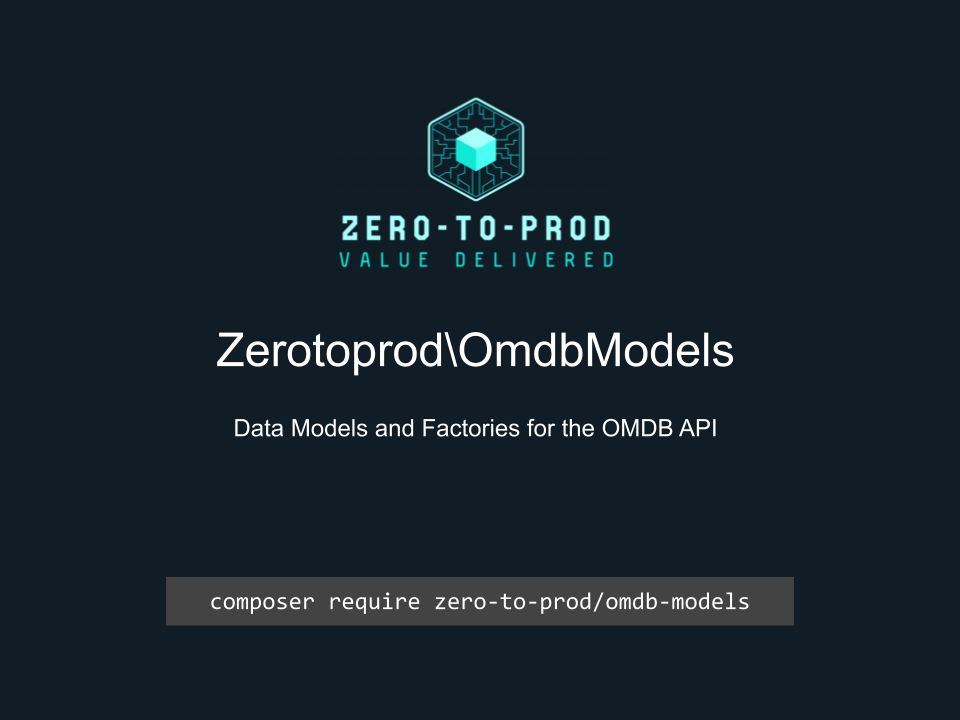 ZERO-TO-PROD
VALUE DELIVERED
Zerotoprod\OmdbModels
Data Models and Factories for the OMDB API
composer require zero-to-prod/omdb-models